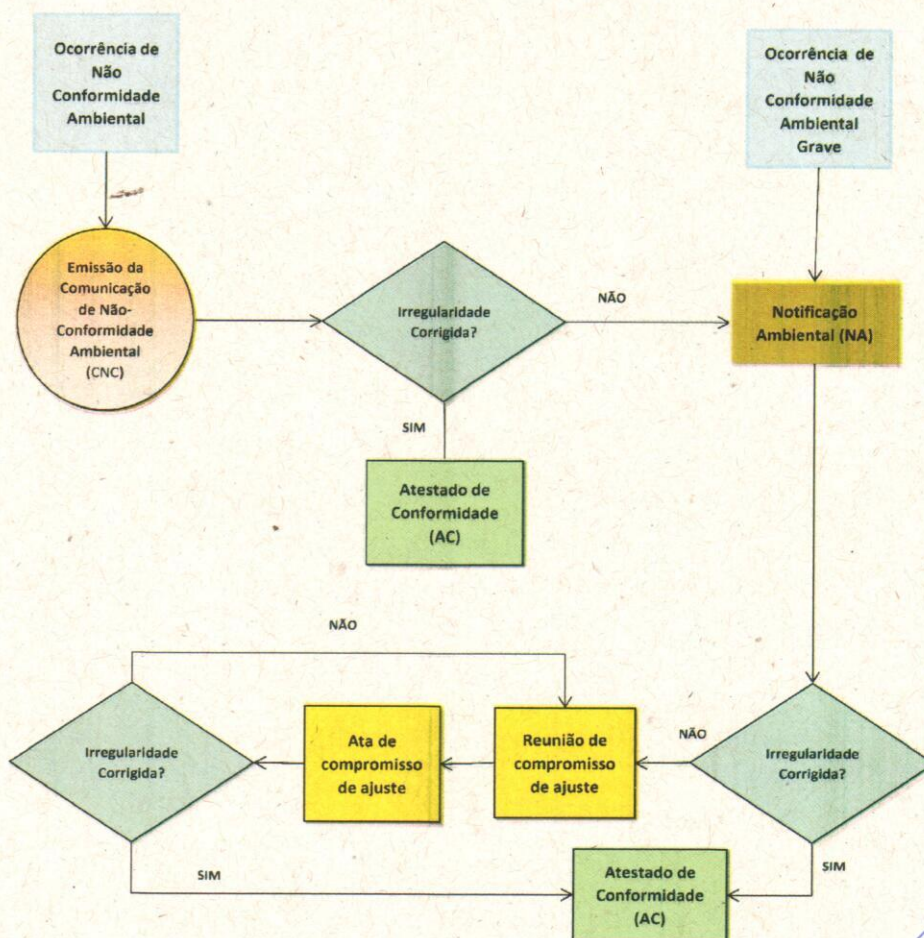 Ocorrência de
Não
Conformidade
Ambiental
Ocorrência de
Não
Conformidade
Ambiental
Grave
Emissão da
Comunicação
de Não-
Conformidade
Ambiental
(CNC)
Irregularidade
Corrigida?
NÃO
Notificação
Ambiental (NA)
SIM
Atestado de
Conformidade
(AC)
NÃO
Irregularidade
Corrigida?
Ata de
compromisso
de ajuste
Reunião de
compromisso
de ajuste
NÃO
Irregularidade
Corrigida?
SIM
Atestado de
Conformidade
(AC)
SIM